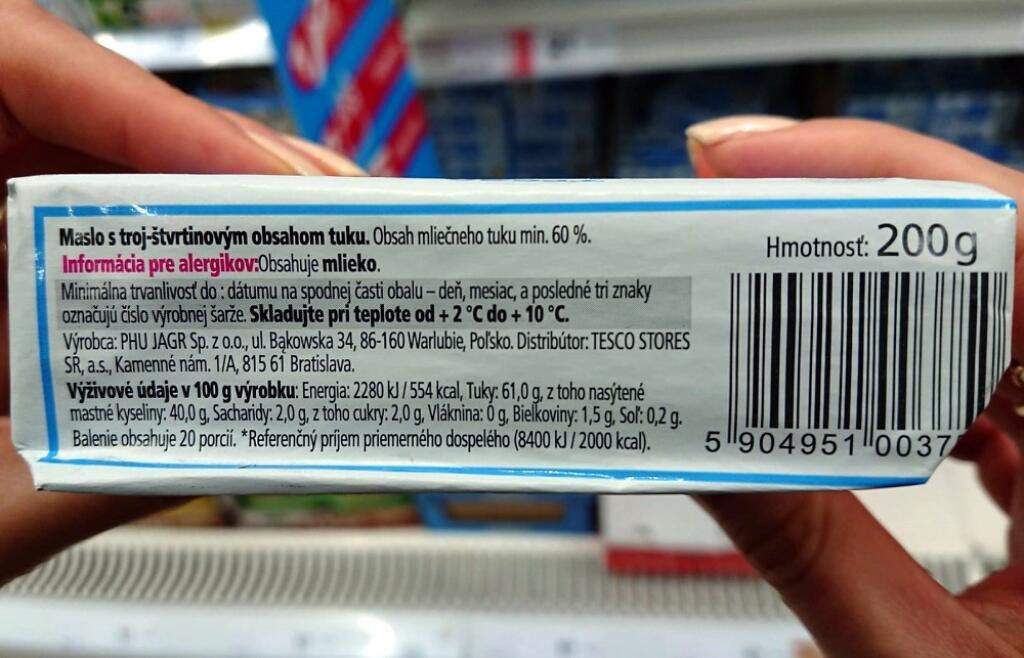 Maslo s troj-štvrtinovým obsahom tuku. Obsah mliečneho tuku min. 60 %.
Informácia pre alergikov:Obsahuje mlieko.
Minimálna trvanlivosť do : dátumu na spodnej časti obalu – deň, mesiac, a posledné tri znaky
označujú číslo výrobnej šarže. Skladujte pri teplote od + 2 °C do + 10 °C.
Výrobca: PHU JAGR Sp. z o.o., ul. Bąkowska 34, 86-160 Warlubie, Poľsko. Distribútor: TESCO STORES
SR, a.s., Kamenné nám. 1/A, 815 61 Bratislava.
Výživové údaje v 100 g výrobku: Energia: 2280 kJ / 554 kcal, Tuky: 61,0 g, z toho nasýtené
mastné kyseliny: 40,0 g, Sacharidy: 2,0 g, z toho cukry: 2,0 g, Vláknina: 0 g, Bielkoviny: 1,5 g, Soľ: 0,2 g.
Balenie obsahuje 20 porcií. *Referenčný príjem priemerného dospelého (8400 kJ / 2000 kcal).
Hmotnosť: 200 g
5 904951 0037